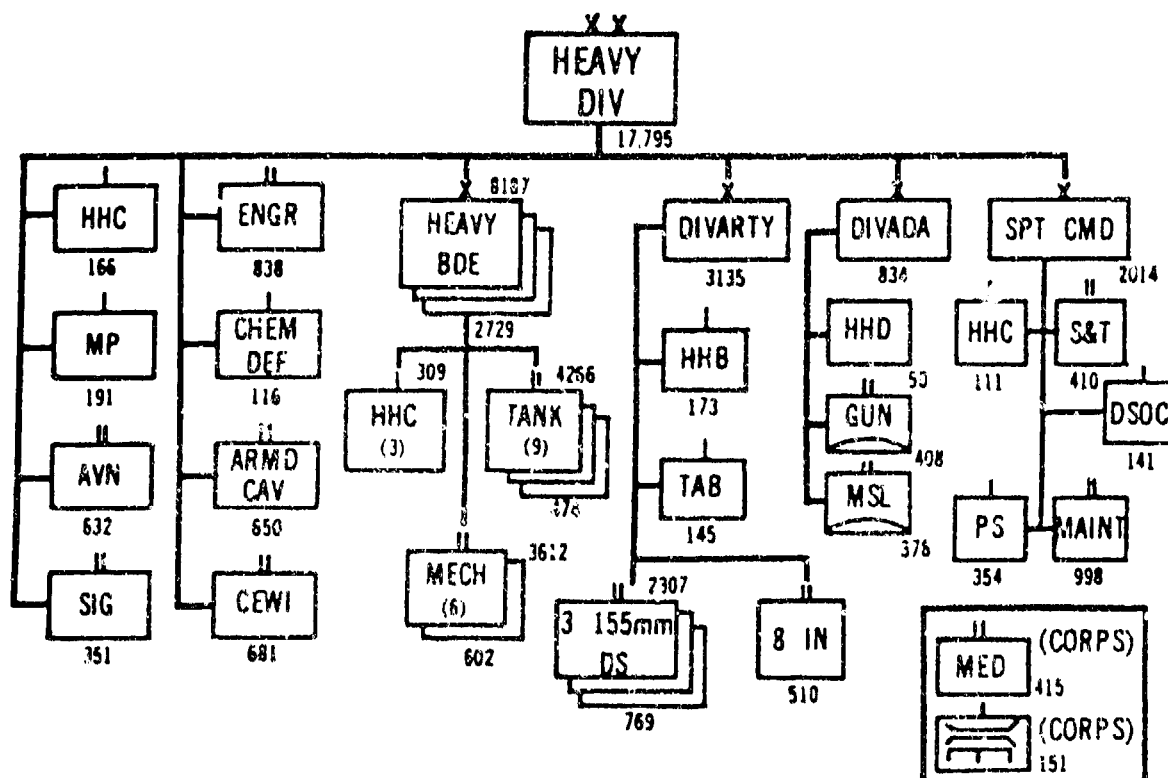 X X
HEAVY
DIV
17,795
HHC
166
MP
191
AVN
632
SIG
351
ENGR
838
CHEM
DEF
116
ARMD
CAV
650
CEWI
681
8187
HEAVY
BDE
2729
309
HHC
(3)
4266
TANK
(9)
3612
MECH
(6)
602
DIVARTY
3135
HHB
173
TAB
145
2307
3 155mm
DS
769
8 IN
510
DIVADA
834
HHD
GUN
408
MSL
376
SPT CMD
2014
HHC
111
S&T
410
DSOC
141
PS
354
MAINT
998
MED
(CORPS)
415
(CORPS)
151